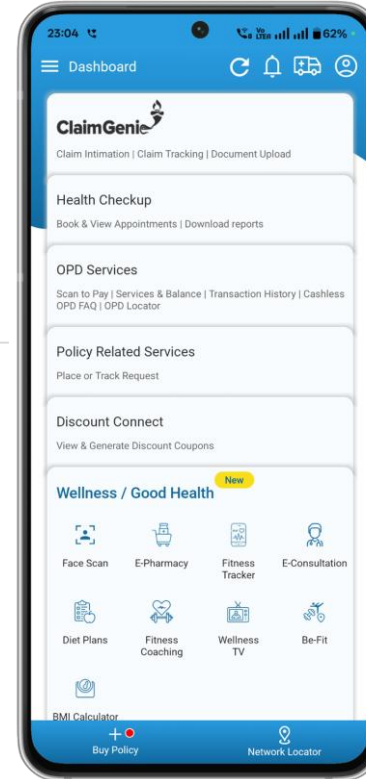 23:04 Vo LTE 62%
Dashboard
ClaimGenie
Claim Intimation | Claim Tracking | Document Upload
Health Checkup
Book & View Appointments | Download reports
OPD Services
Scan to Pay | Services & Balance | Transaction History | Cashless
OPD FAQ | OPD Locator
Policy Related Services
Place or Track Request
Discount Connect
View & Generate Discount Coupons
New
Wellness / Good Health
Face Scan E-Pharmacy Fitness Tracker E-Consultation
Diet Plans Fitness Coaching Wellness TV Be-Fit
BMI Calculator
Buy Policy Network Locator